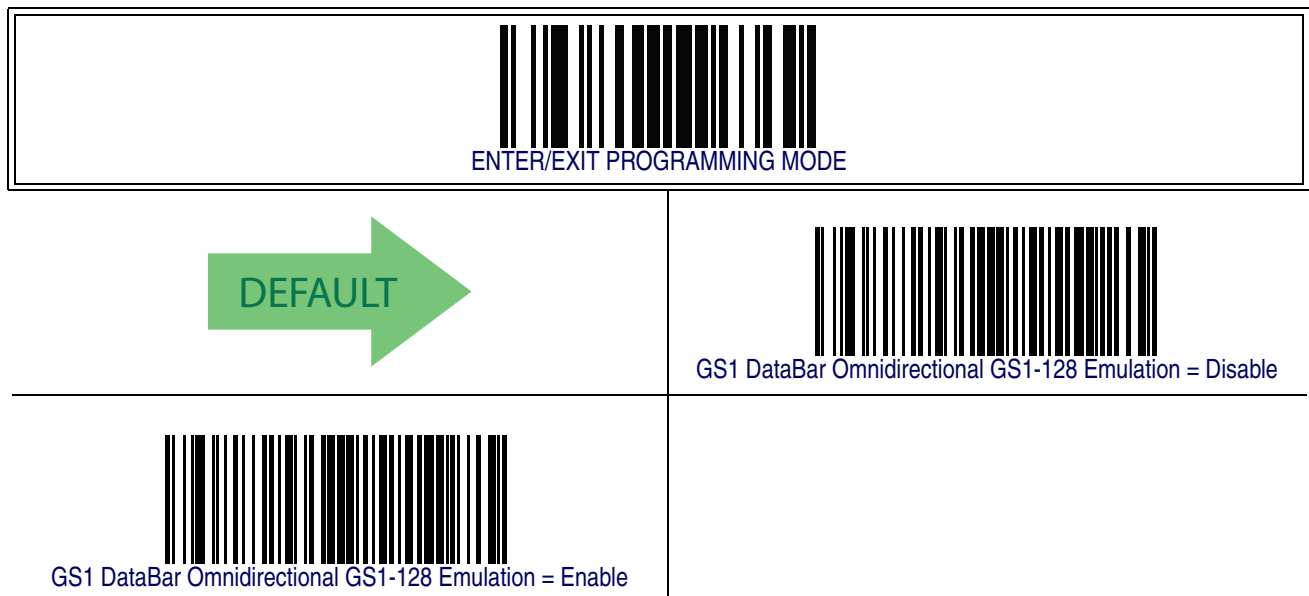 ENTER/EXIT PROGRAMMING MODE
DEFAULT
GS1 DataBar Omnidirectional GS1-128 Emulation = Disable
GS1 DataBar Omnidirectional GS1-128 Emulation = Enable